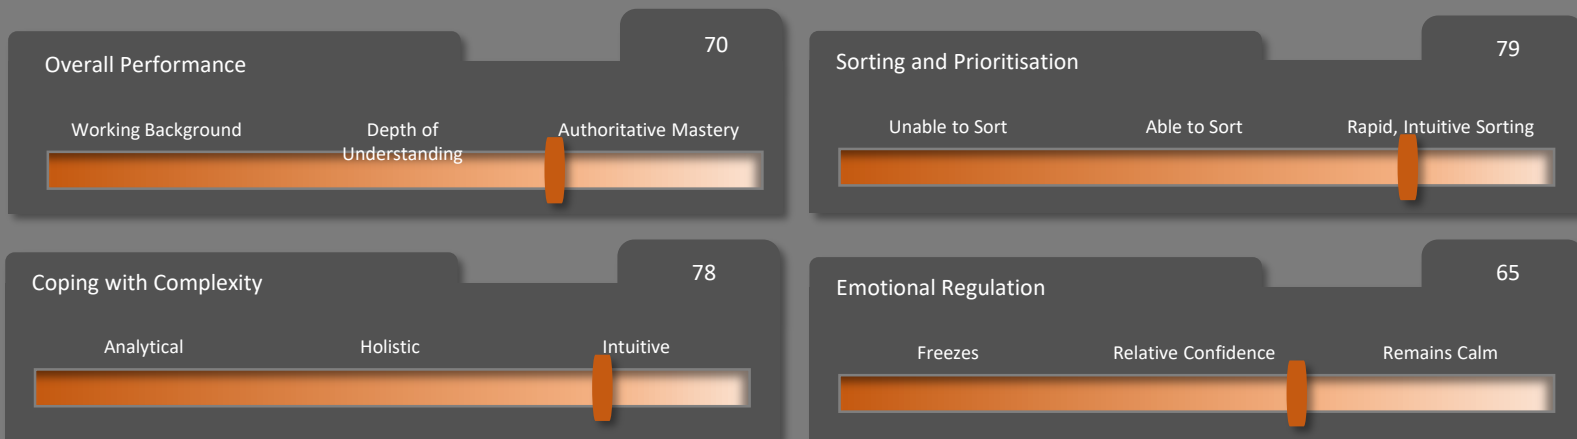 Overall Performance
70
Working Background
Depth of
Understanding
Authoritative Mastery
Sorting and Prioritisation
79
Unable to Sort
Able to Sort
Rapid, Intuitive Sorting
Coping with Complexity
78
Analytical
Holistic
Intuitive
Emotional Regulation
65
Freezes
Relative Confidence
Remains Calm